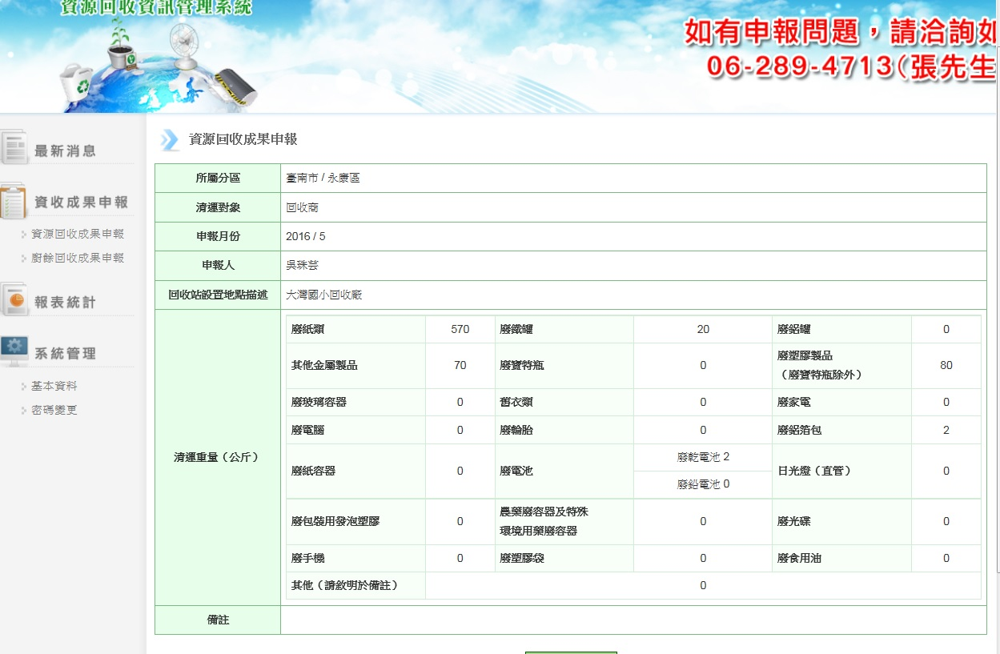 資源回收資訊管理系統
如有申報問題，請洽詢如
06-289-4713(張先生
最新消息
資收成果申報
資源回收成果申報
廚餘回收成果申報
報表統計
系統管理
基本資料
密碼變更
資源回收成果申報
所屬分區 臺南市 / 永康區
清運對象 回收商
申報月份 2016 / 5
申報人 吳珠芸
回收站設置地點描述 大灣國小回收廠
清運重量（公斤）
廢紙類 570 廢鐵罐 20 廢鋁罐 0
其他金屬製品 70 廢寶特瓶 0 廢塑膠製品
（廢寶特瓶除外） 80
廢玻璃容器 0 舊衣類 0 廢家電 0
廢電腦 0 廢輪胎 0 廢鋁箔包 2
廢紙容器 0 廢電池 廢乾電池 2
廢鉛電池 0
日光燈（直管） 0
廢包裝用發泡塑膠 0 農藥廢容器及特殊
環境用藥廢容器 0 廢光碟 0
廢手機 0 廢塑膠袋 0 廢食用油 0
其他（請敘明於備註） 0
備註